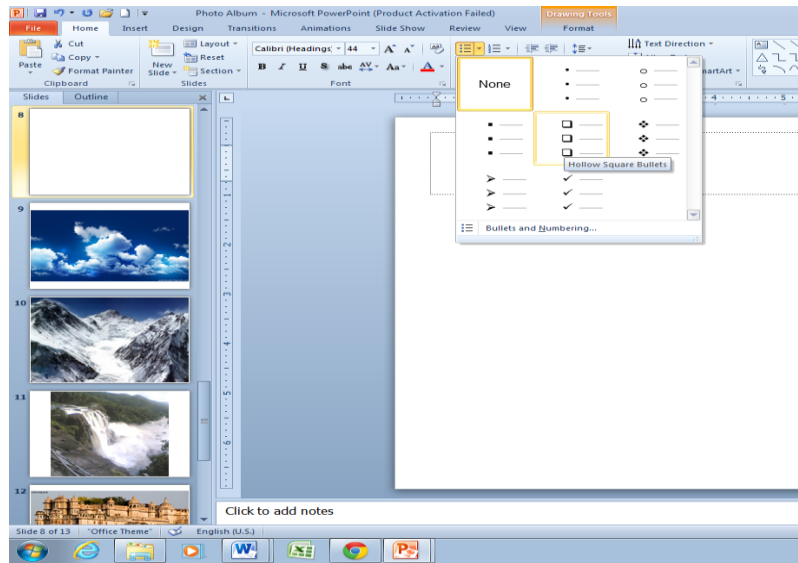 Photo Album - Microsoft PowerPoint (Product Activation Failed)
Drawing Tools
File Home Insert Design Transitions Animations Slide Show Review View Format
Cut
Copy
Format Painter
Paste
Clipboard
New
Slide
Layout
Reset
Section
Slides
Calibri (Headings) 44
B I U S abc AV Aa A
Font
Text Direction
martArt
Slides Outline
None
Hollow Square Bullets
Bullets and Numbering...
8
9
10
11
12
Click to add notes
Slide 8 of 13 "Office Theme" English (U.S.)